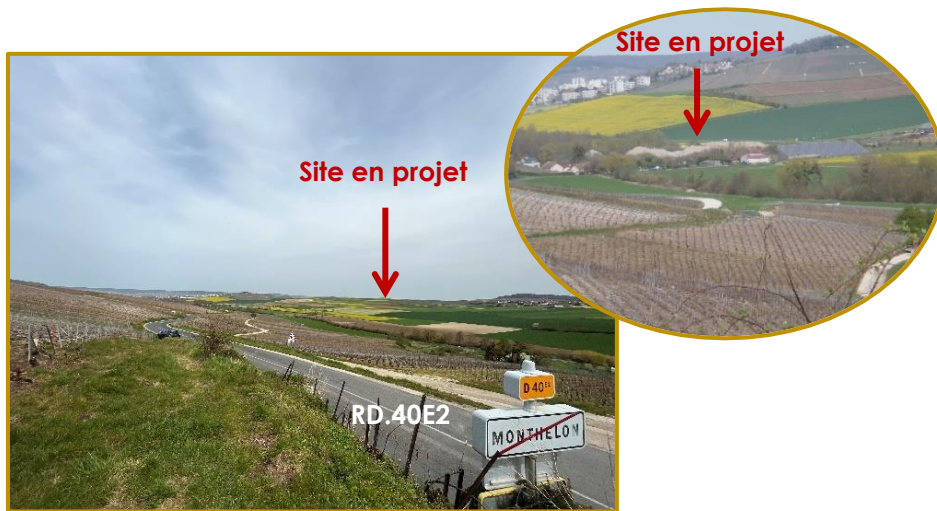 Site en projet
Site en projet
RD.40E2
D 40E2
MONTHELON